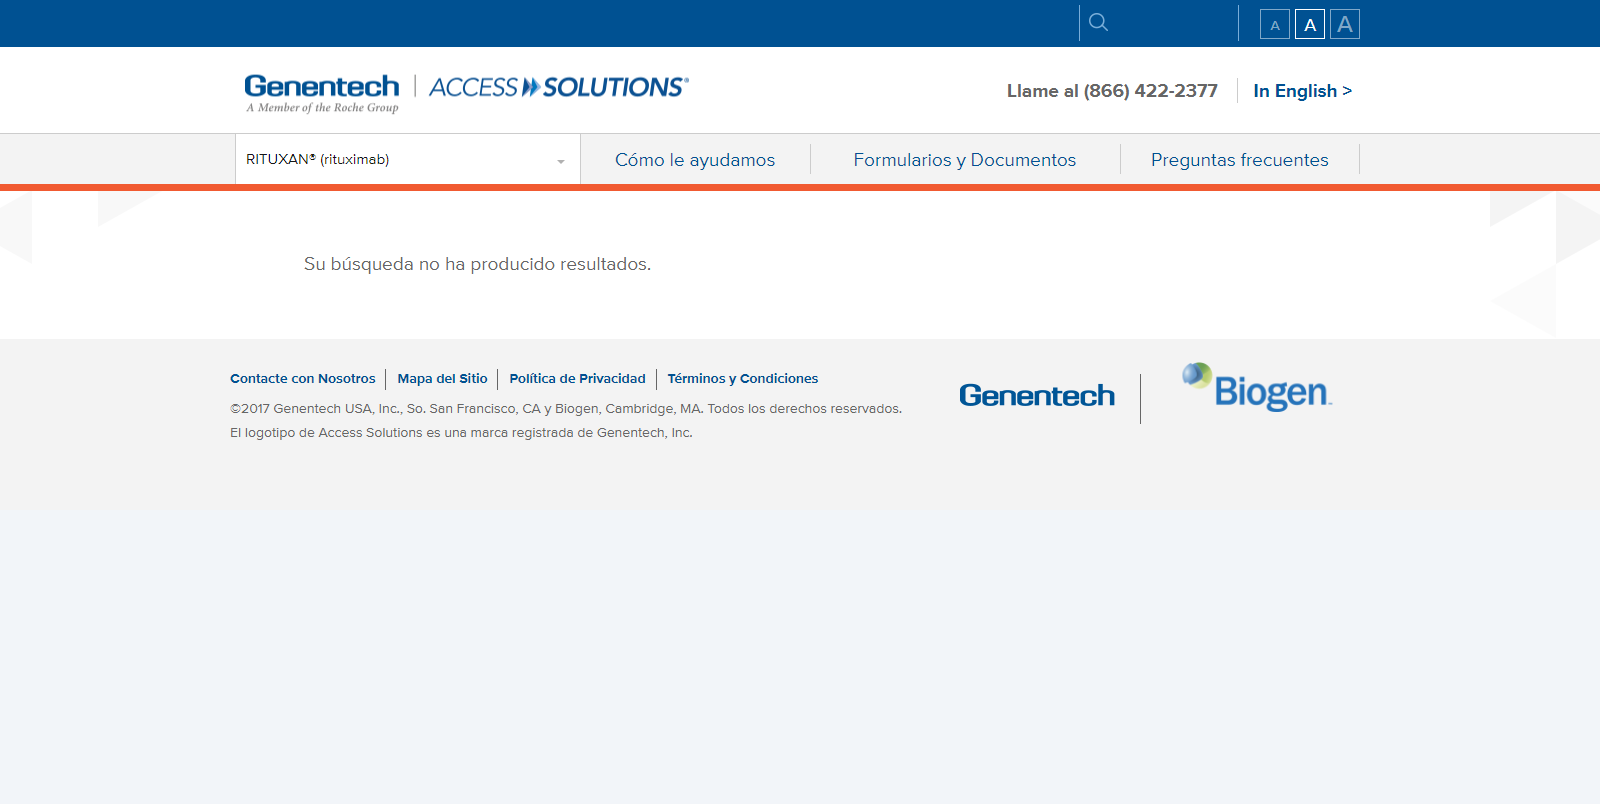 A A A
Genentech ACCESS SOLUTIONS®
A Member of the Roche Group
Llame al (866) 422-2377
In English >
RITUXAN® (rituximab)
Cómo le ayudamos
Formularios y Documentos
Preguntas frecuentes
Su búsqueda no ha producido resultados.
Contacte con Nosotros
Mapa del Sitio
Política de Privacidad
Términos y Condiciones
©2017 Genentech USA, Inc., So. San Francisco, CA y Biogen, Cambridge, MA. Todos los derechos reservados.
El logotipo de Access Solutions es una marca registrada de Genentech, Inc.
Genentech
Biogen